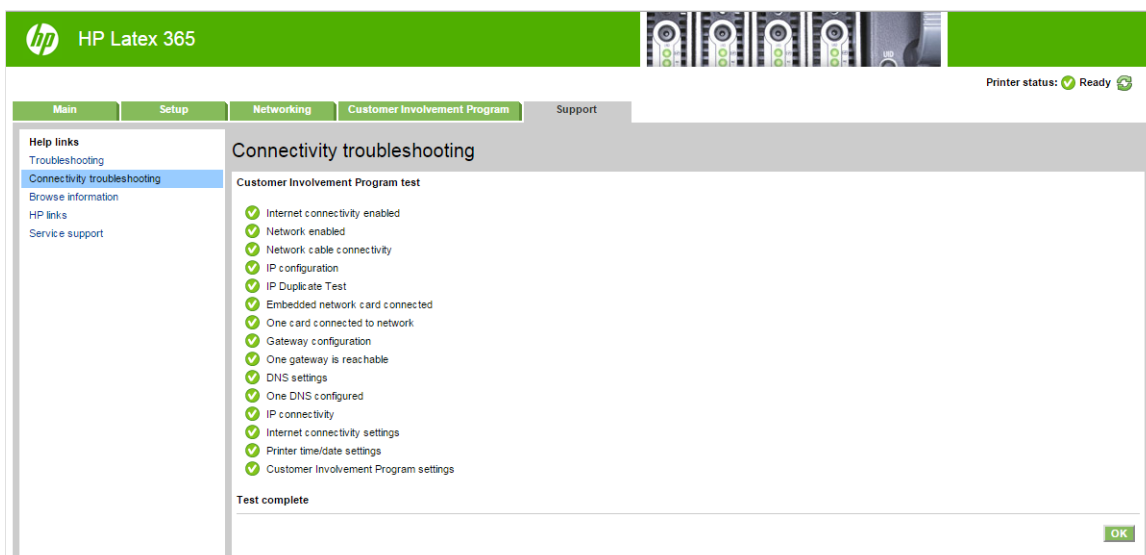 hp HP Latex 365
UID
Printer status: Ready
Main Setup Networking Customer Involvement Program Support
Help links
Troubleshooting
Connectivity troubleshooting
Browse information
HP links
Service support
Connectivity troubleshooting
Customer Involvement Program test
Internet connectivity enabled
Network enabled
Network cable connectivity
IP configuration
IP Duplicate Test
Embedded network card connected
One card connected to network
Gateway configuration
One gateway is reachable
DNS settings
One DNS configured
IP connectivity
Internet connectivity settings
Printer time/date settings
Customer Involvement Program settings
Test complete
OK